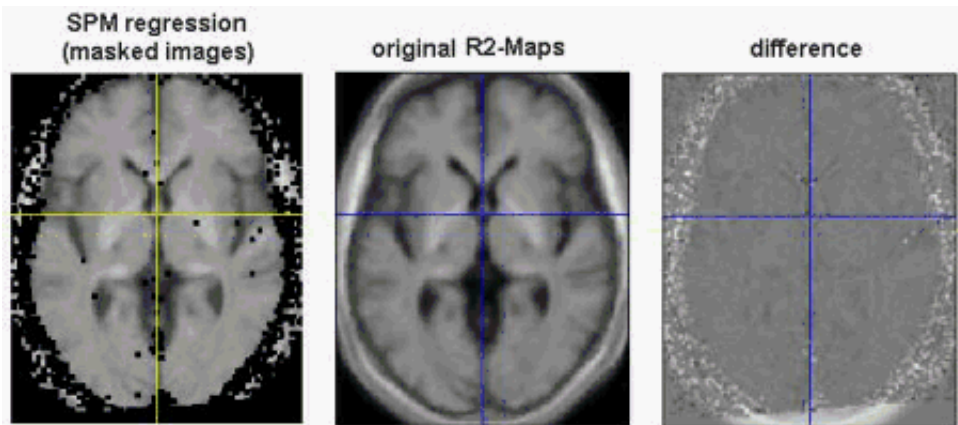 SPM regression
(masked images)
original R2-Maps
difference